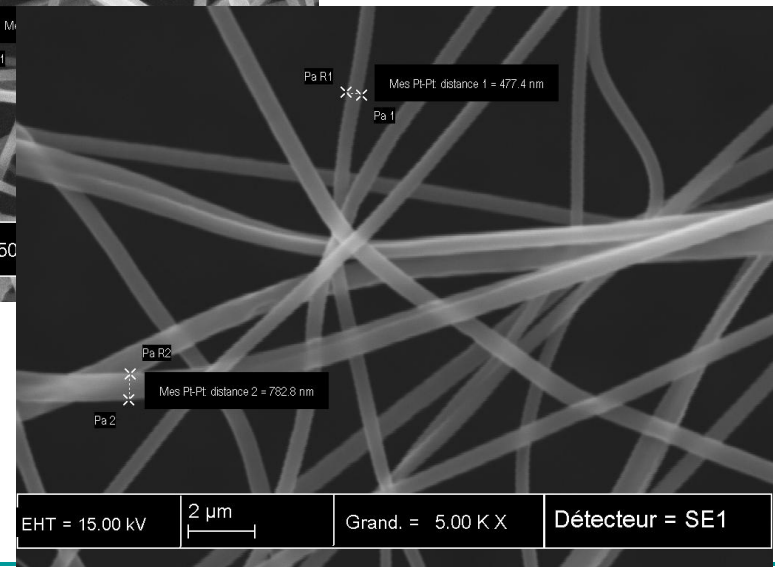 Pa R1
Mes Pt-Pt: distance 1 = 477.4 nm
Pa 1
Pa R2
Mes Pt-Pt: distance 2 = 782.8 nm
Pa 2
EHT = 15.00 kV
2 µm
Grand. = 5.00 K X
Détecteur = SE1